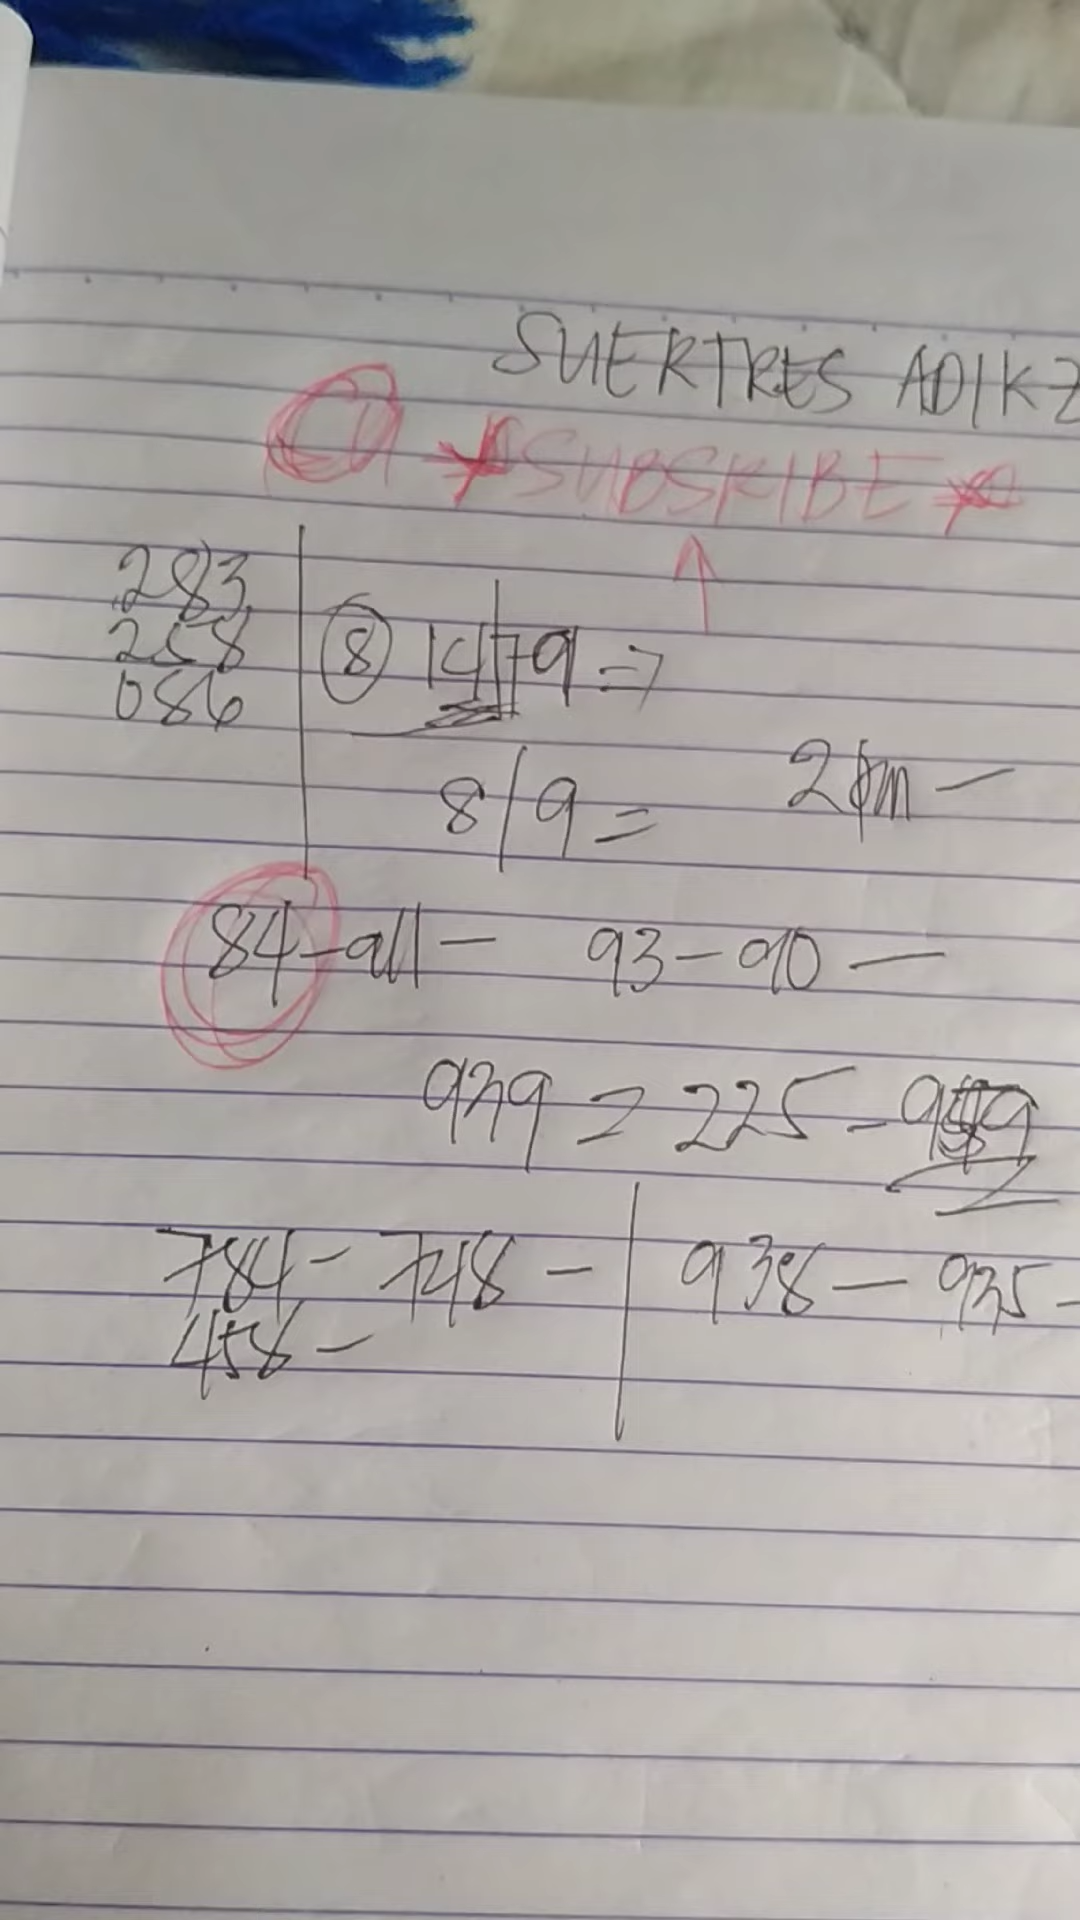 SUERTRES ADIKZ
SUBSKIBE
283
258
086
8 1479 =>
8/9 =
2pm -
84-all - 93-90 -
939 = 225 -
784 - 748 - | 938 - 935 -
458 -